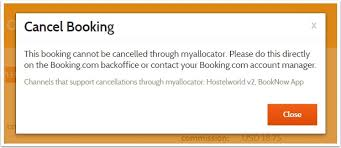 Cancel Booking
x
This booking cannot be cancelled through myallocator. Please do this directly
on the Booking.com backoffice or contact your Booking.com account manager.
Channels that support cancellations through myallocator: Hostelworld v2, BookNow App
Close
commission:
USD 18.75